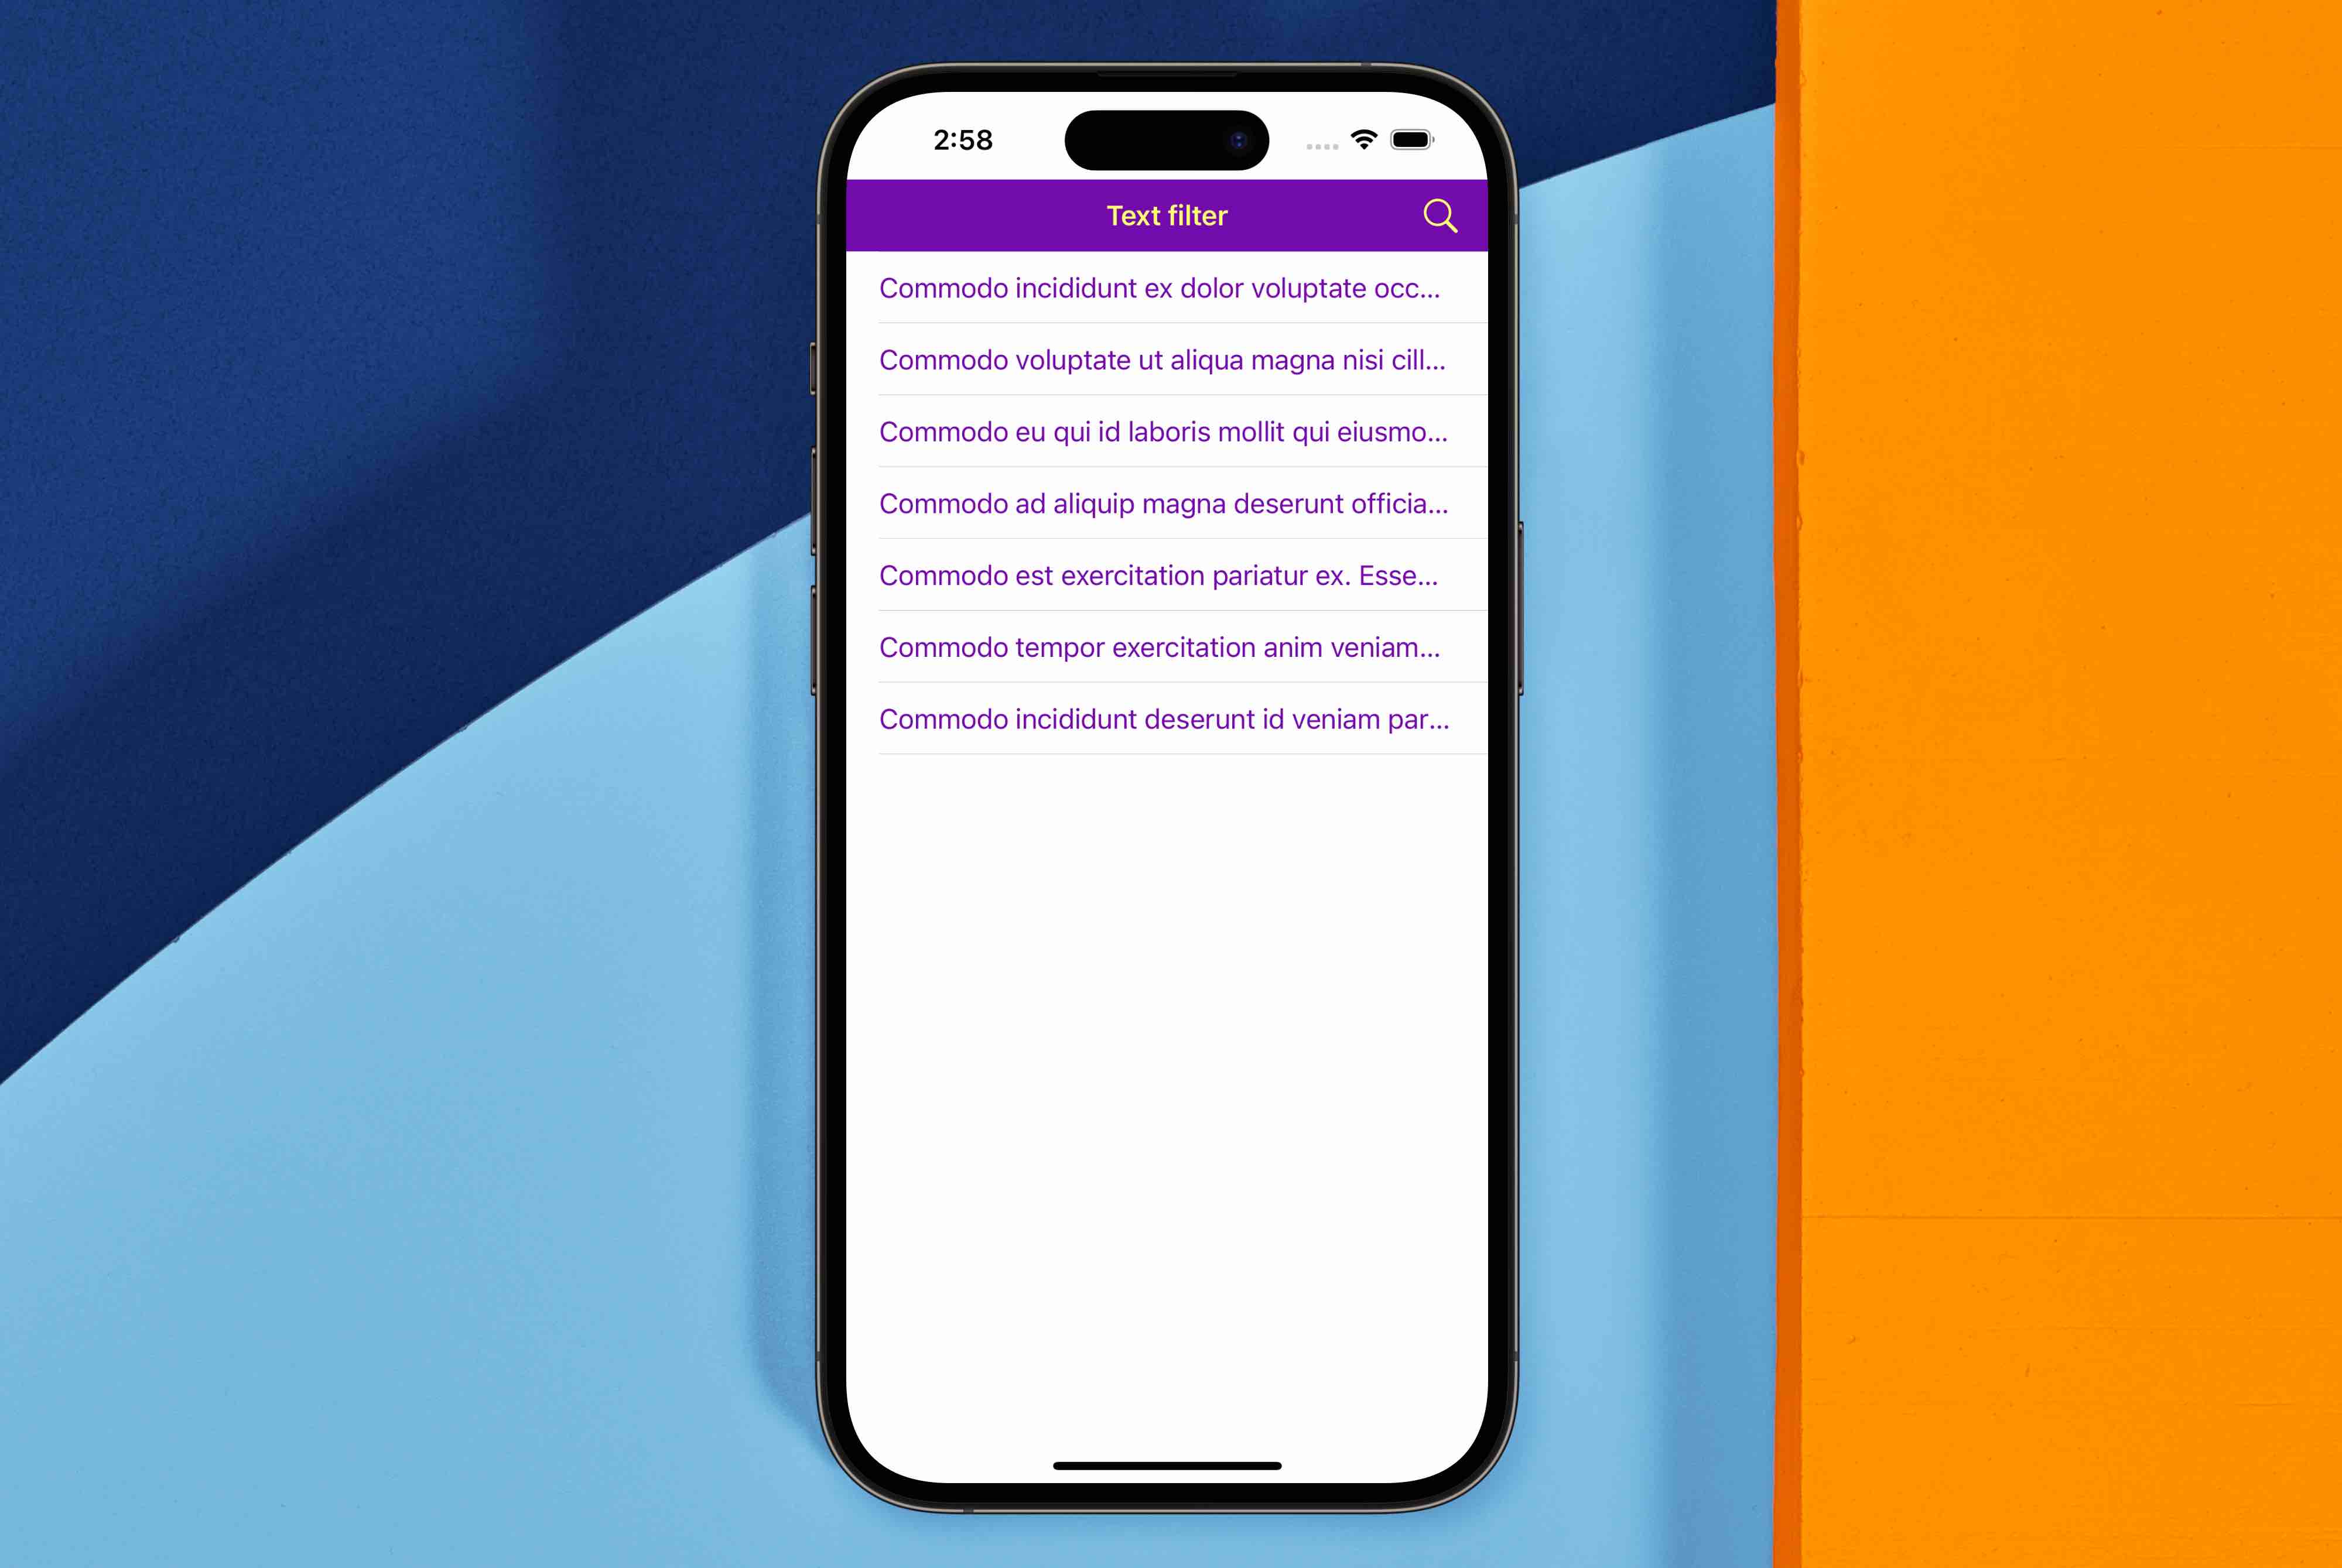 2:58
Text filter
Commodo incididunt ex dolor voluptate occ...
Commodo voluptate ut aliqua magna nisi cill...
Commodo eu qui id laboris mollit qui eiusmo...
Commodo ad aliquip magna deserunt officia...
Commodo est exercitation pariatur ex. Esse...
Commodo tempor exercitation anim veniam...
Commodo incididunt deserunt id veniam par...